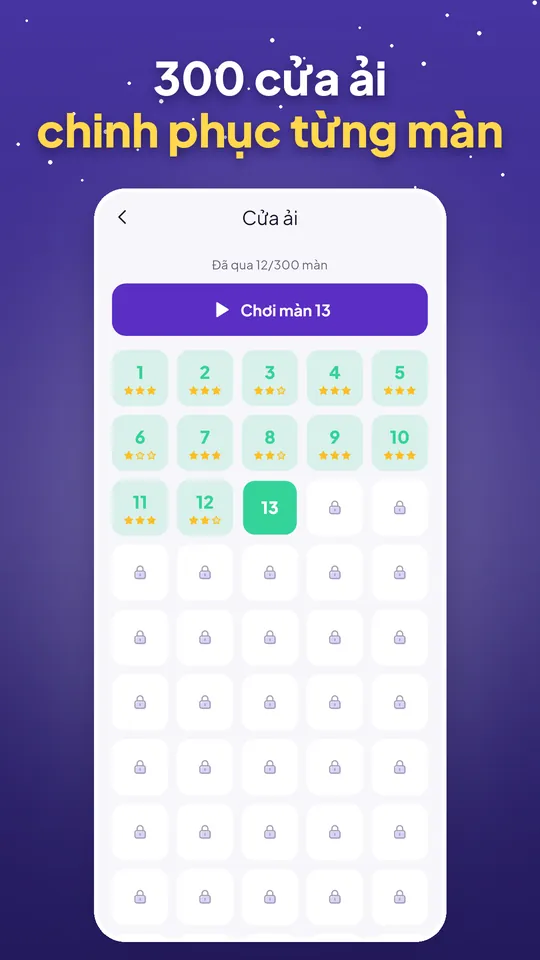 300 cửa ải
chinh phục từng màn
Cửa ải
Đã qua 12/300 màn
Chơi màn 13
1 2 3 4 5
6 7 8 9 10
11 12 13